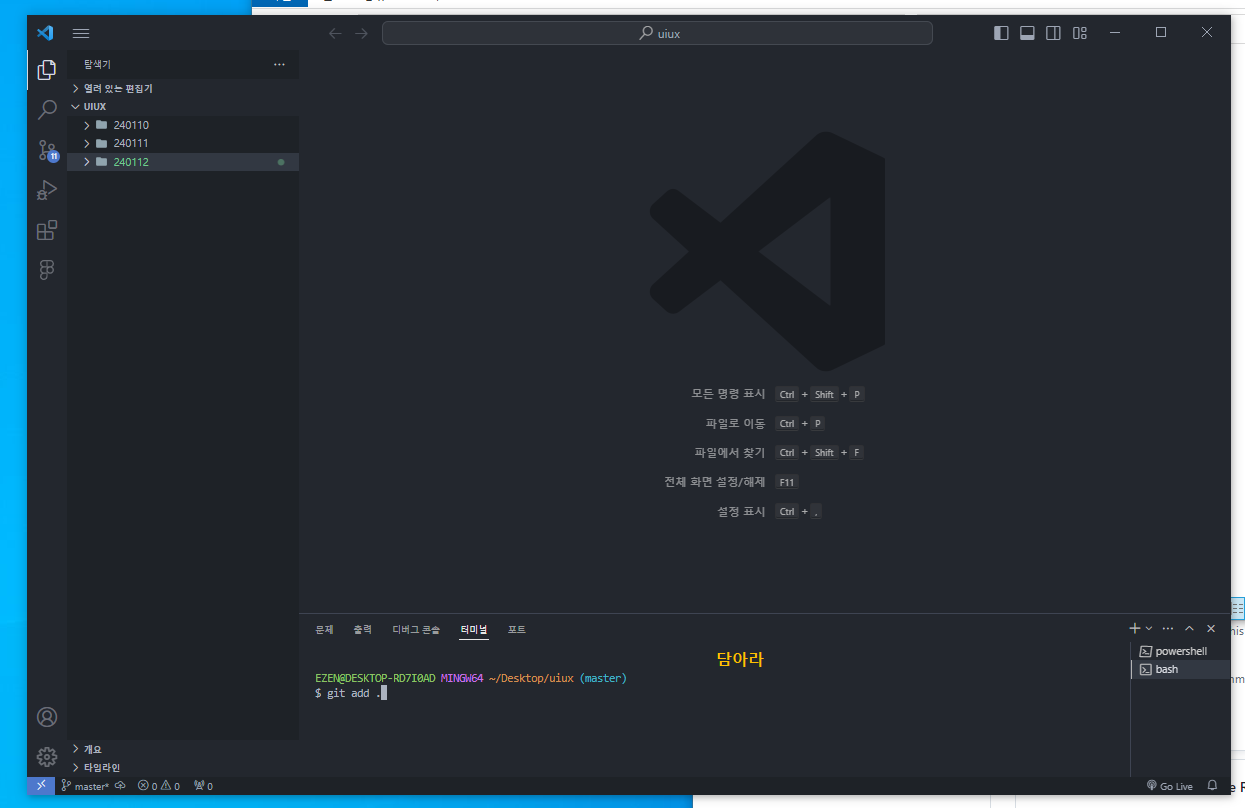 uiux
탐색기
열려 있는 편집기
UIUX
240110
240111
240112
11
모든 명령 표시 Ctrl + Shift + P
파일로 이동 Ctrl + P
파일에서 찾기 Ctrl + Shift + F
전체 화면 설정/해제 F11
설정 표시 Ctrl + ,
문제 출력 디버그 콘솔 터미널 포트
담아라
EZEN@DESKTOP-RD7I0AD MINGW64 ~/Desktop/uiux (master)
$ git add .
powershell
bash
개요
타임라인
master* 0 0 0
Go Live